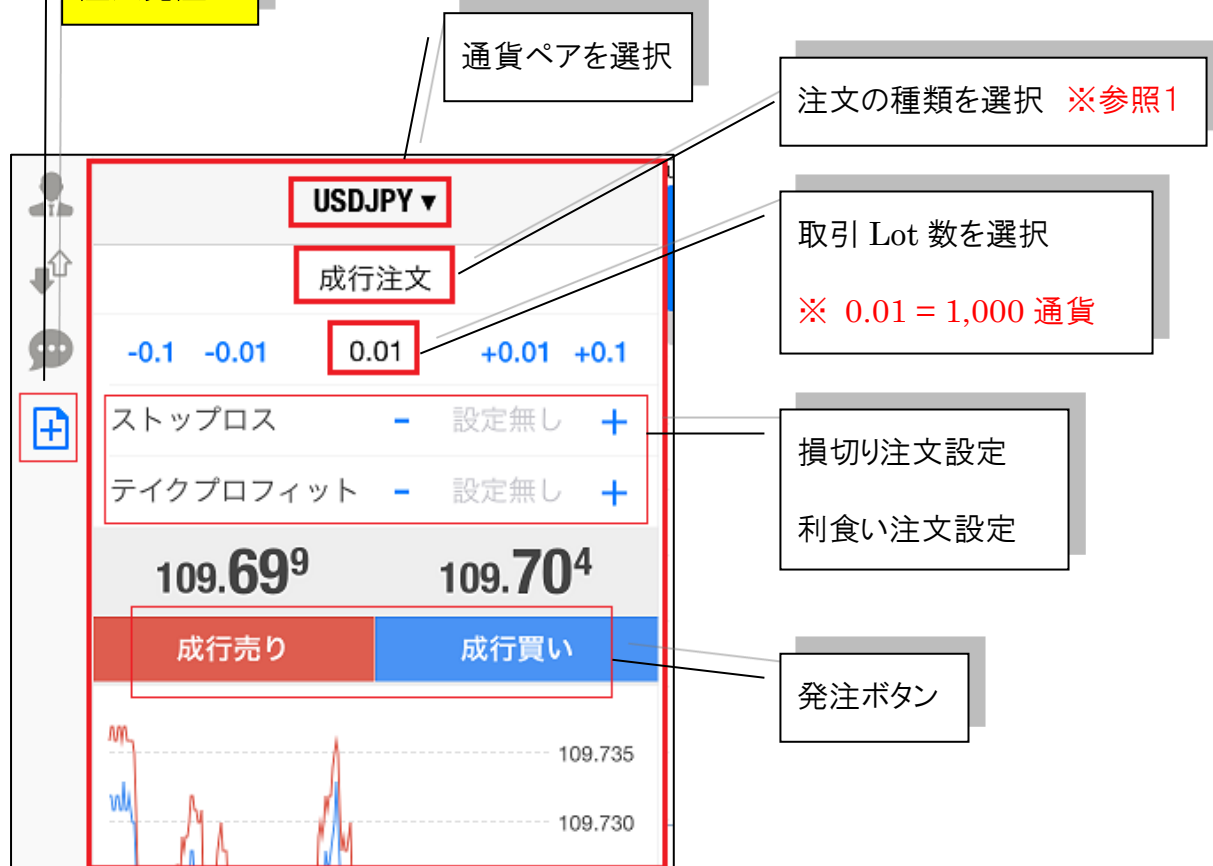 通貨ペアを選択
注文の種類を選択 ※参照1
取引 Lot 数を選択
※ 0.01 = 1,000 通貨
損切り注文設定
利食い注文設定
発注ボタン
USDJPY ▼
成行注文
-0.1 -0.01 0.01 +0.01 +0.1
ストップロス - 設定無し +
テイクプロフィット - 設定無し +
109.699 109.704
成行売り 成行買い
109.735
109.730